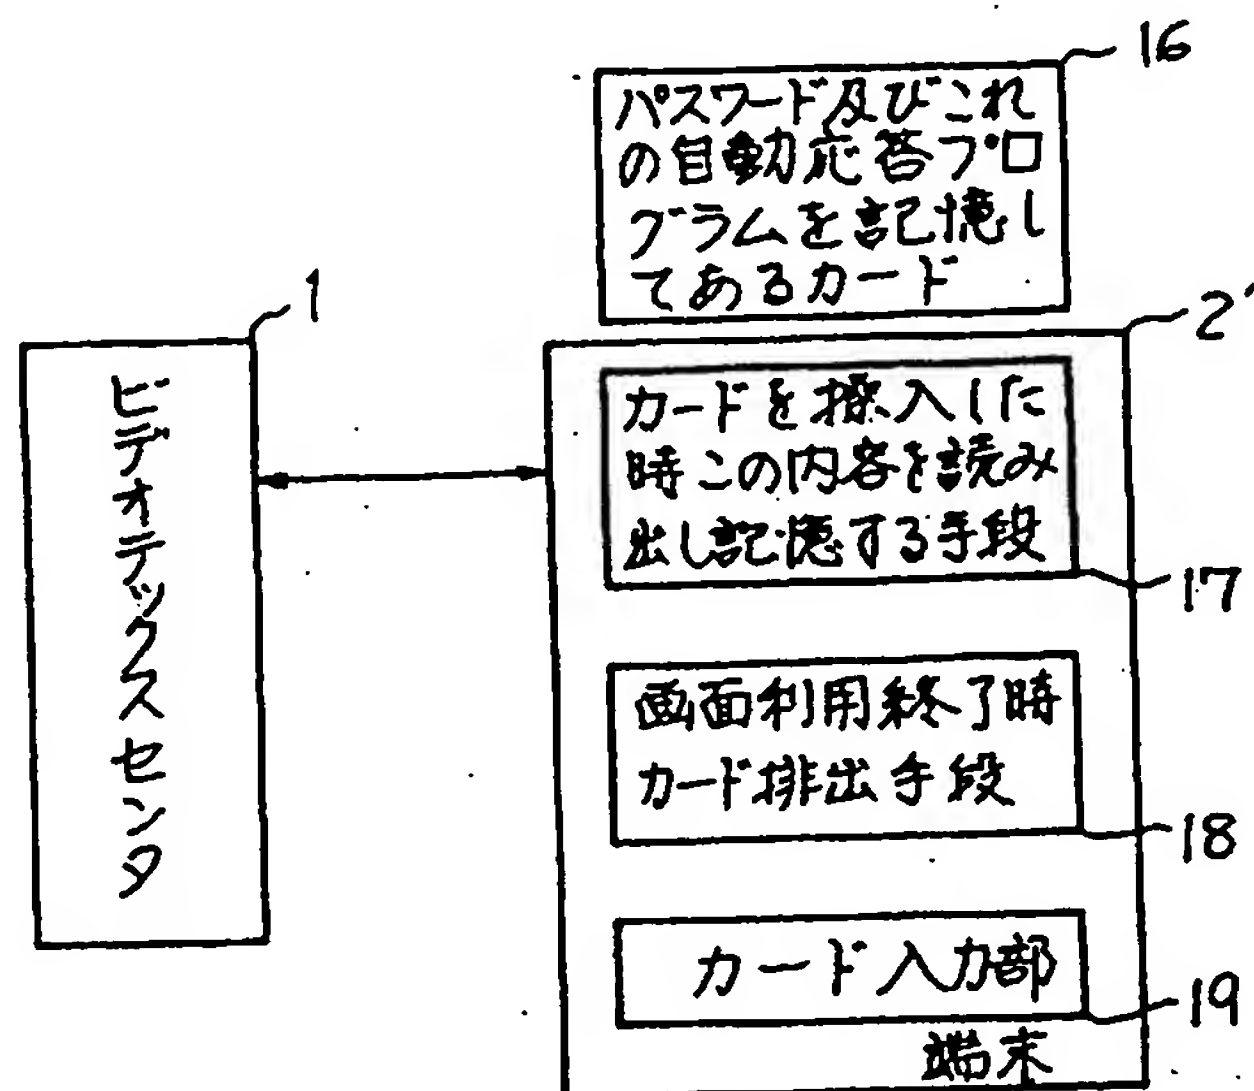 16
パスワード及びこれ
の自動応答プロ
グラムを記憶し
てあるカード
1
2'
ビデオテックスセンタ
カードを挿入した
時この内容を読み
出し記憶する手段
17
画面利用終了時
カード排出手段
18
カード入力部
19
端末